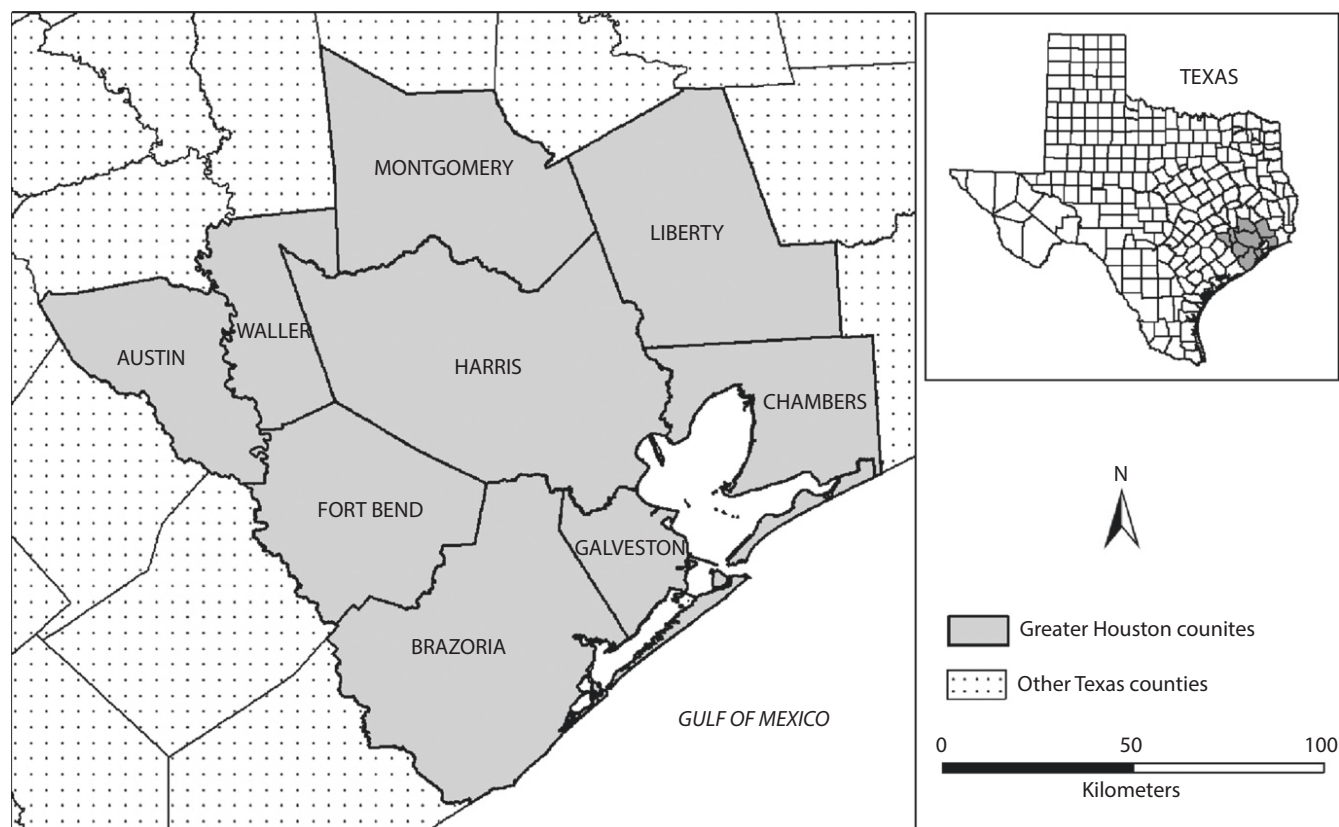 MONTGOMERY
LIBERTY
WALLER
AUSTIN
HARRIS
CHAMBERS
FORT BEND
GALVESTON
BRAZORIA
GULF OF MEXICO
TEXAS
N
Greater Houston counites
Other Texas counties
0 50 100
Kilometers